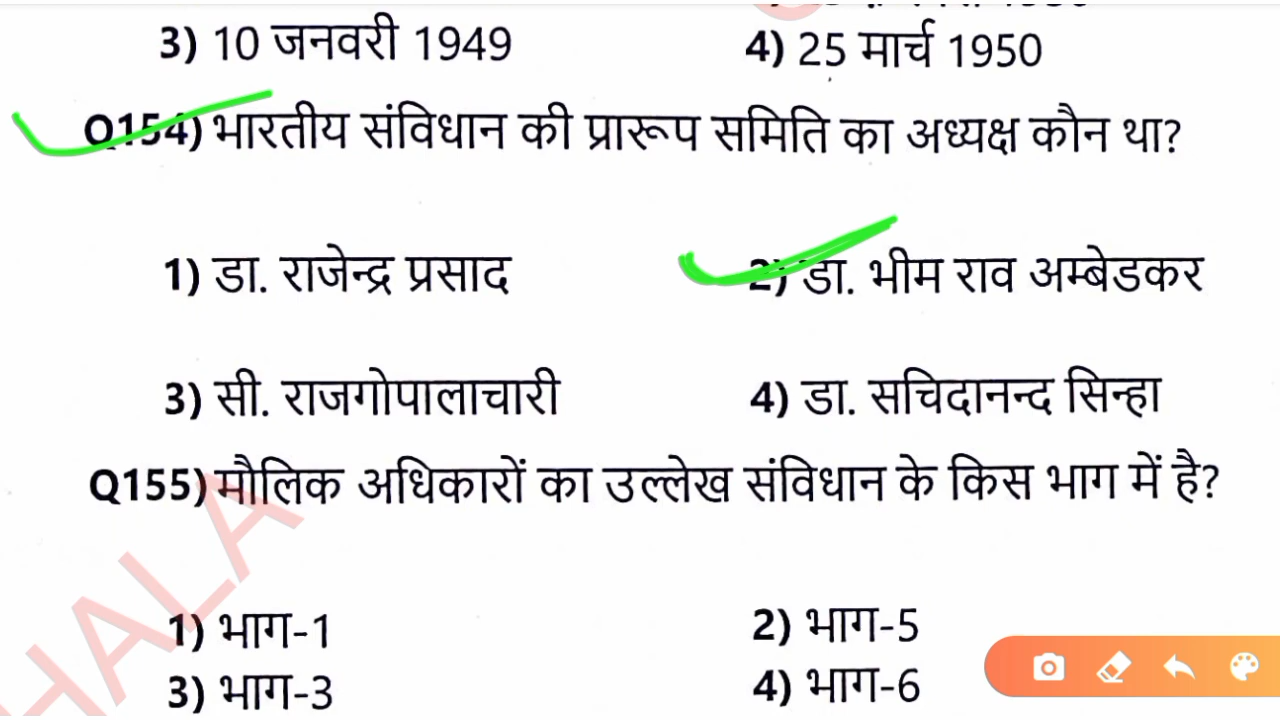 3) 10 जनवरी 1949 4) 25 मार्च 1950
Q154) भारतीय संविधान की प्रारूप समिति का अध्यक्ष कौन था?
1) डा. राजेन्द्र प्रसाद 2) डा. भीम राव अम्बेडकर
3) सी. राजगोपालाचारी 4) डा. सचिदानन्द सिन्हा
Q155) मौलिक अधिकारों का उल्लेख संविधान के किस भाग में है?
1) भाग-1 2) भाग-5
3) भाग-3 4) भाग-6
HALA